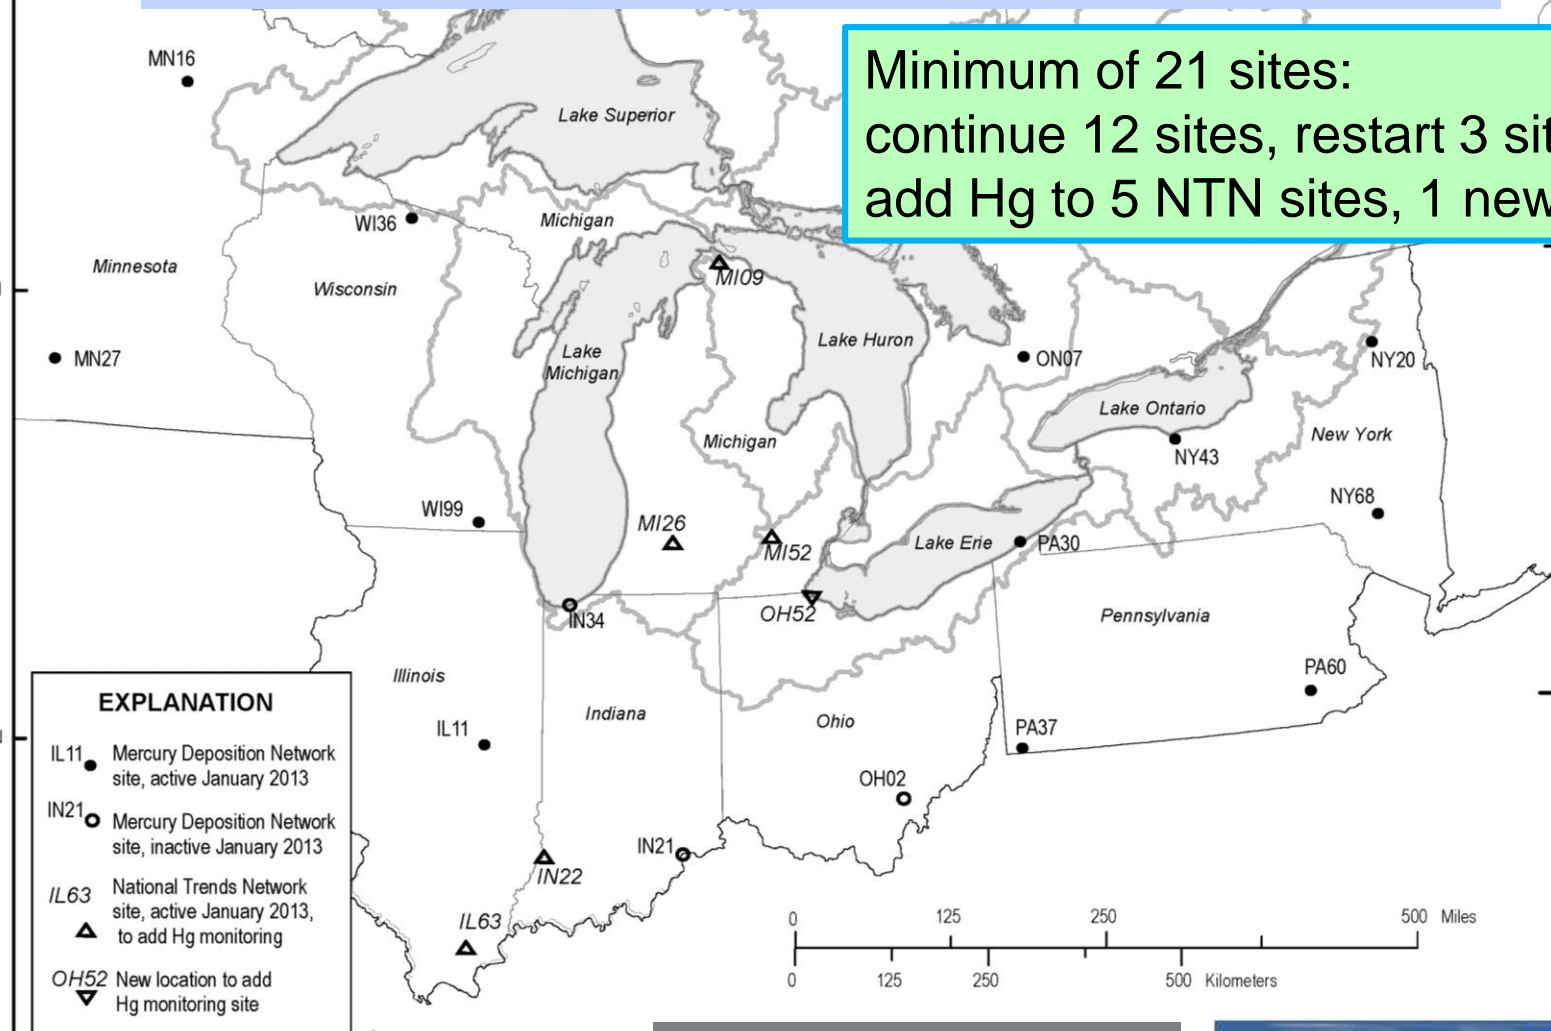 Minimum of 21 sites:
continue 12 sites, restart 3
add Hg to 5 NTN sites, 1 new
MN16
Lake Superior
WI36
Michigan
Minnesota
Wisconsin
MI09
MN27
Lake
Michigan
Lake Huron
ON07
NY20
Lake Ontario
New York
Michigan
NY43
WI99
MI26
MI52
Lake Erie
PA30
NY68
IN34
OH52
Pennsylvania
Illinois
Indiana
Ohio
PA60
IL11
PA37
OH02
IN21
IN22
IL63
EXPLANATION
IL11 Mercury Deposition Network
site, active January 2013
IN21 Mercury Deposition Network
site, inactive January 2013
IL63 National Trends Network
site, active January 2013,
to add Hg monitoring
OH52 New location to add
Hg monitoring site
0 125 250 500 Miles
0 125 250 500 Kilometers